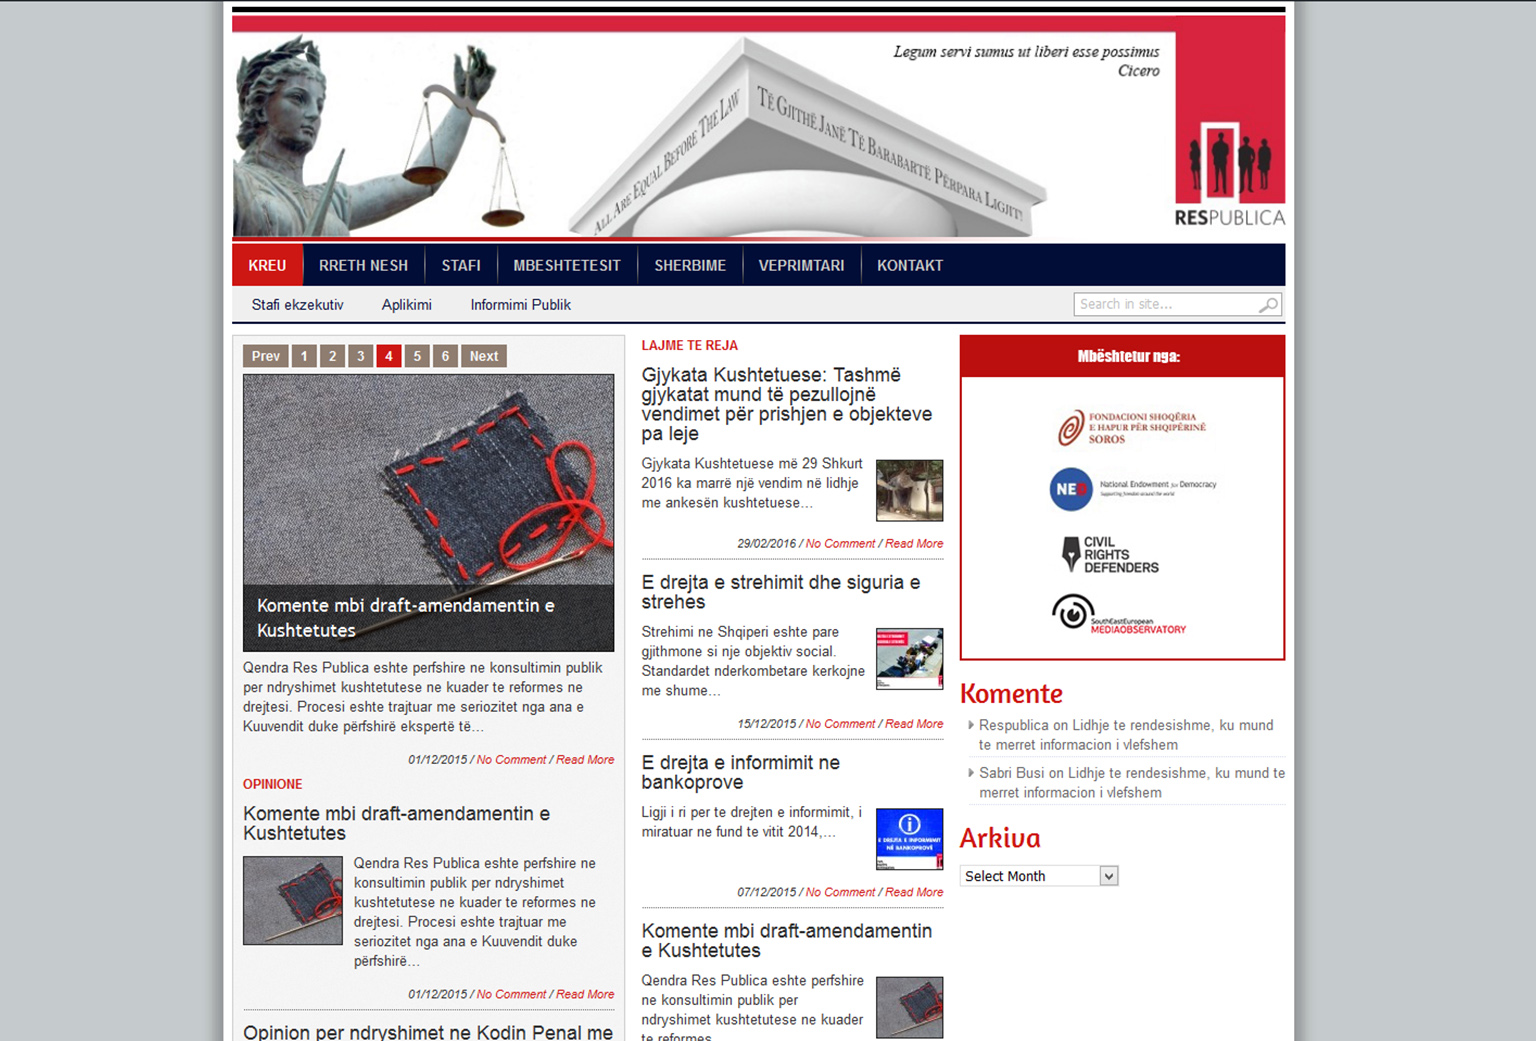 Legum servi sumus ut liberi esse possimus
Cicero
ALL ARE EQUAL BEFORE THE LAW
TË GJITHË JANË TË BARABARTË PËRPARA LIGJIT!
RESPUBLICA
KREU RRETH NESH STAFI MBESHTETESIT SHERBIME VEPRIMTARI KONTAKT
Stafi ekzekutiv Aplikimi Informimi Publik
Search in site...
Prev 1 2 3 4 5 6 Next
Komente mbi draft-amendamentin e
Kushtetutes
Qendra Res Publica eshte perfshire ne konsultimin publik
per ndryshimet kushtetutese ne kuader te reformes ne
drejtesi. Procesi eshte trajtuar me seriozitet nga ana e
Kuuvendit duke përfshirë ekspertë të...
01/12/2015 / No Comment / Read More
OPINIONE
Komente mbi draft-amendamentin e
Kushtetutes
Qendra Res Publica eshte perfshire ne
konsultimin publik per ndryshimet
kushtetutese ne kuader te reformes ne
drejtesi. Procesi eshte trajtuar me
seriozitet nga ana e Kuuvendit duke
përfshirë...
01/12/2015 / No Comment / Read More
Opinion per ndryshimet ne Kodin Penal me
LAJME TE REJA
Gjykata Kushtetuese: Tashmë
gjykatat mund të pezullojnë
vendimet për prishjen e objekteve
pa leje
Gjykata Kushtetuese më 29 Shkurt
2016 ka marrë një vendim në lidhje
me ankesën kushtetuese...
29/02/2016 / No Comment / Read More
E drejta e strehimit dhe siguria e
strehes
Strehimi ne Shqiperi eshte pare
gjithmone si nje objektiv social.
Standardet nderkombetare kerkojne
me shume...
15/12/2015 / No Comment / Read More
E drejta e informimit ne
bankoprove
Ligji i ri per te drejten e informimit, i
miratuar ne fund te vitit 2014,...
E DREJTA E INFORMIMIT
NË BANKOPROVË
07/12/2015 / No Comment / Read More
Komente mbi draft-amendamentin
e Kushtetutes
Qendra Res Publica eshte perfshire
ne konsultimin publik per
ndryshimet kushtetutese ne kuader
te reformes
Mbështetur nga:
FONDACIONI SHOQËRIA
E HAPUR PËR SHQIPËRINË
SOROS
NED
National Endowment for Democracy
Supporting freedom around the world
CIVIL
RIGHTS
DEFENDERS
SouthEastEuropean
MEDIAOBSERVATORY
Komente
Respublica on Lidhje te rendesishme, ku mund
te merret informacion i vlefshem
Sabri Busi on Lidhje te rendesishme, ku mund te
merret informacion i vlefshem
Arkiva
Select Month